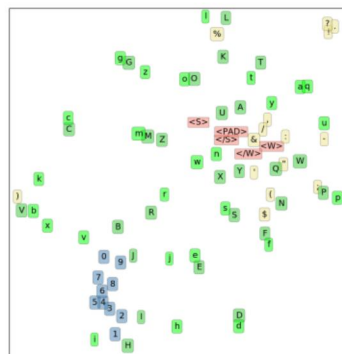 l L
% ? .
! 
g G K T
z o O t
a q
A y
c <S> U , u
C m M Z <PAD> / 
</S> & : -
<W>
n </W>
w " W
k X Y ' Q
) ; P p
r ( N
V b s S $
R
x B F
v f
0 9 J j e
E
7 8
6
5 4 3
2 I D
1 h d
i H